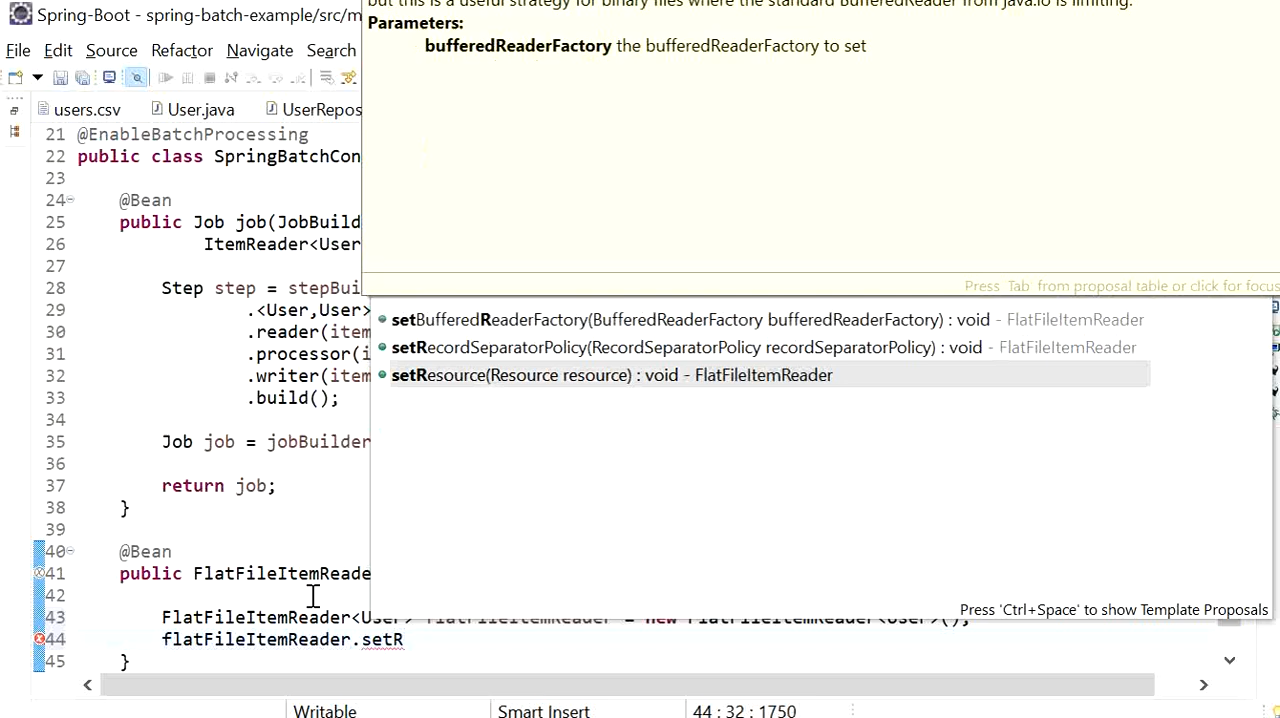 Spring-Boot - spring-batch-example/src/m
but this is a useful strategy for binary files where the standard BufferedReader from java.io is limiting.
Parameters:
bufferedReaderFactory the bufferedReaderFactory to set
File Edit Source Refactor Navigate Search
users.csv User.java UserRepos
21 @EnableBatchProcessing
22 public class SpringBatchCon
23
24 @Bean
25 public Job job(JobBuild
26 ItemReader<User
27
28 Step step = stepBui
Press 'Tab' from proposal table or click for focus
29 .<User,User>
setBufferedReaderFactory(BufferedReaderFactory bufferedReaderFactory) : void - FlatFileItemReader
30 .reader(item
setRecordSeparatorPolicy(RecordSeparatorPolicy recordSeparatorPolicy) : void - FlatFileItemReader
31 .processor(i
setResource(Resource resource) : void - FlatFileItemReader
32 .writer(item
33 .build();
34
35 Job job = jobBuilder
36
37 return job;
38 }
39
40 @Bean
41 public FlatFileItemReade
42
Press 'Ctrl+Space' to show Template Proposals
43 FlatFileItemReader<User> flatFileItemReader = new FlatFileItemReader<User>();
44 flatFileItemReader.setR
45 }
Writable Smart Insert 44 : 32 : 1750